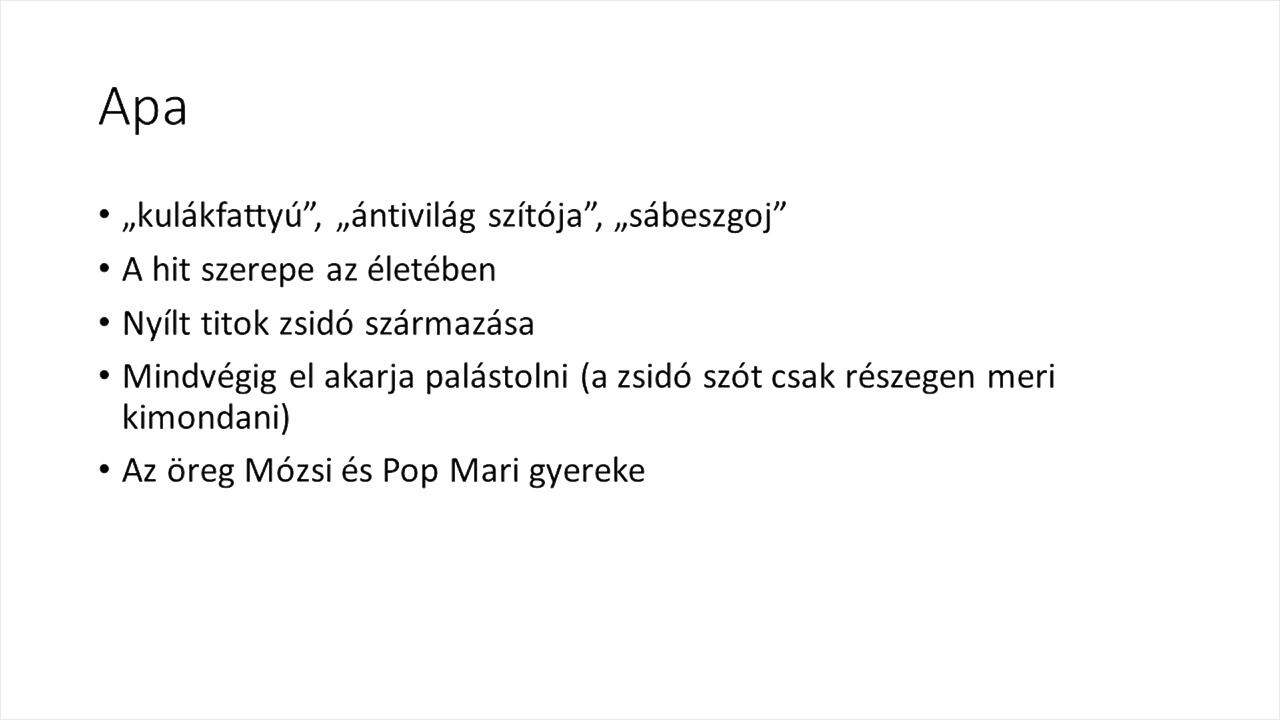 Apa
• „kulákfattyú”, „ántivilág szítója”, „sábeszgoj”
• A hit szerepe az életében
• Nyílt titok zsidó származása
• Mindvégig el akarja palástolni (a zsidó szót csak részegen meri
kimondani)
• Az öreg Mózsi és Pop Mari gyereke